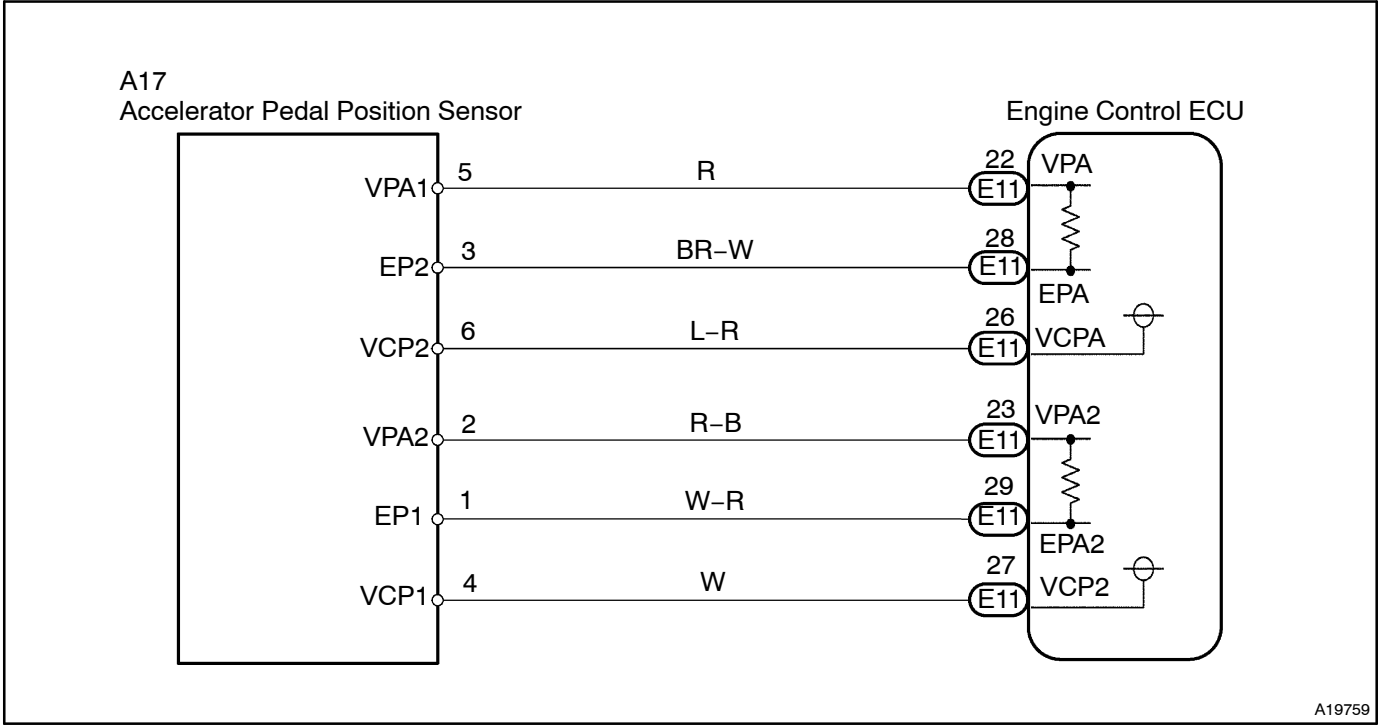 A17
Accelerator Pedal Position Sensor
Engine Control ECU
VPA1 5 R 22 E11 VPA
EP2 3 BR–W 28 E11 EPA
VCP2 6 L–R 26 E11 VCPA
VPA2 2 R–B 23 E11 VPA2
EP1 1 W–R 29 E11 EPA2
VCP1 4 W 27 E11 VCP2
A19759